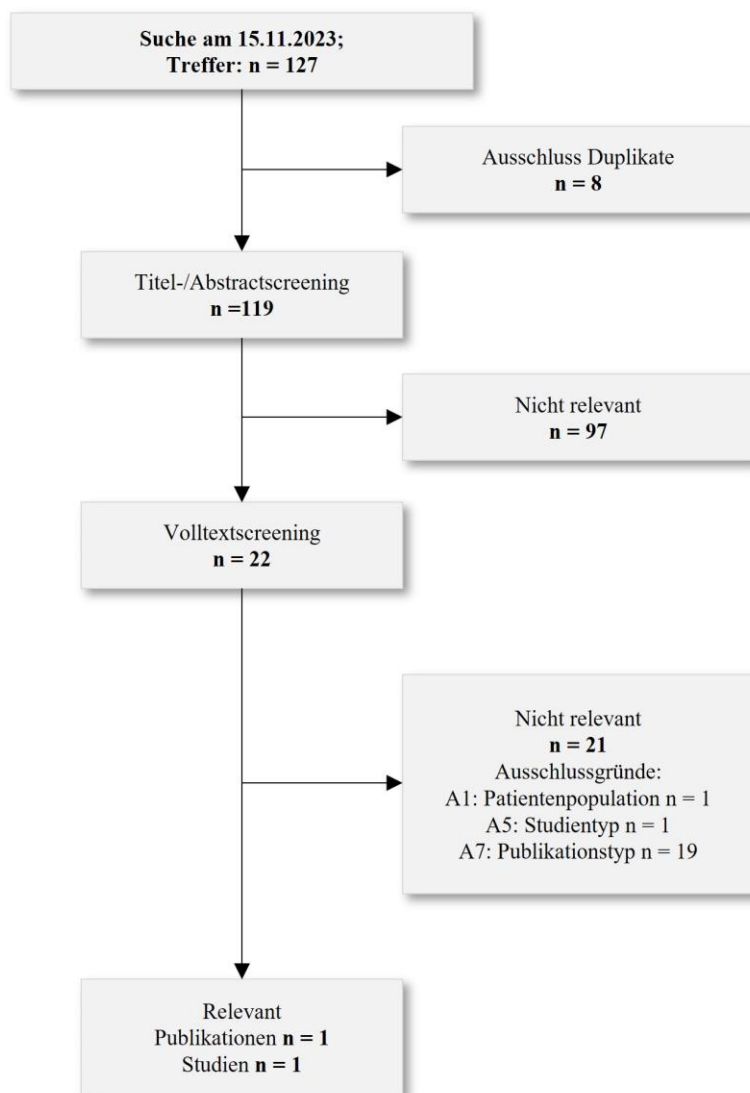 Suche am 15.11.2023;
Treffer: n = 127
Ausschluss Duplikate
n = 8
Titel-/Abstractscreening
n =119
Nicht relevant
n = 97
Volltextscreening
n = 22
Nicht relevant
n = 21
Ausschlussgründe:
A1: Patientenpopulation n = 1
A5: Studientyp n = 1
A7: Publikationstyp n = 19
Relevant
Publikationen n = 1
Studien n = 1